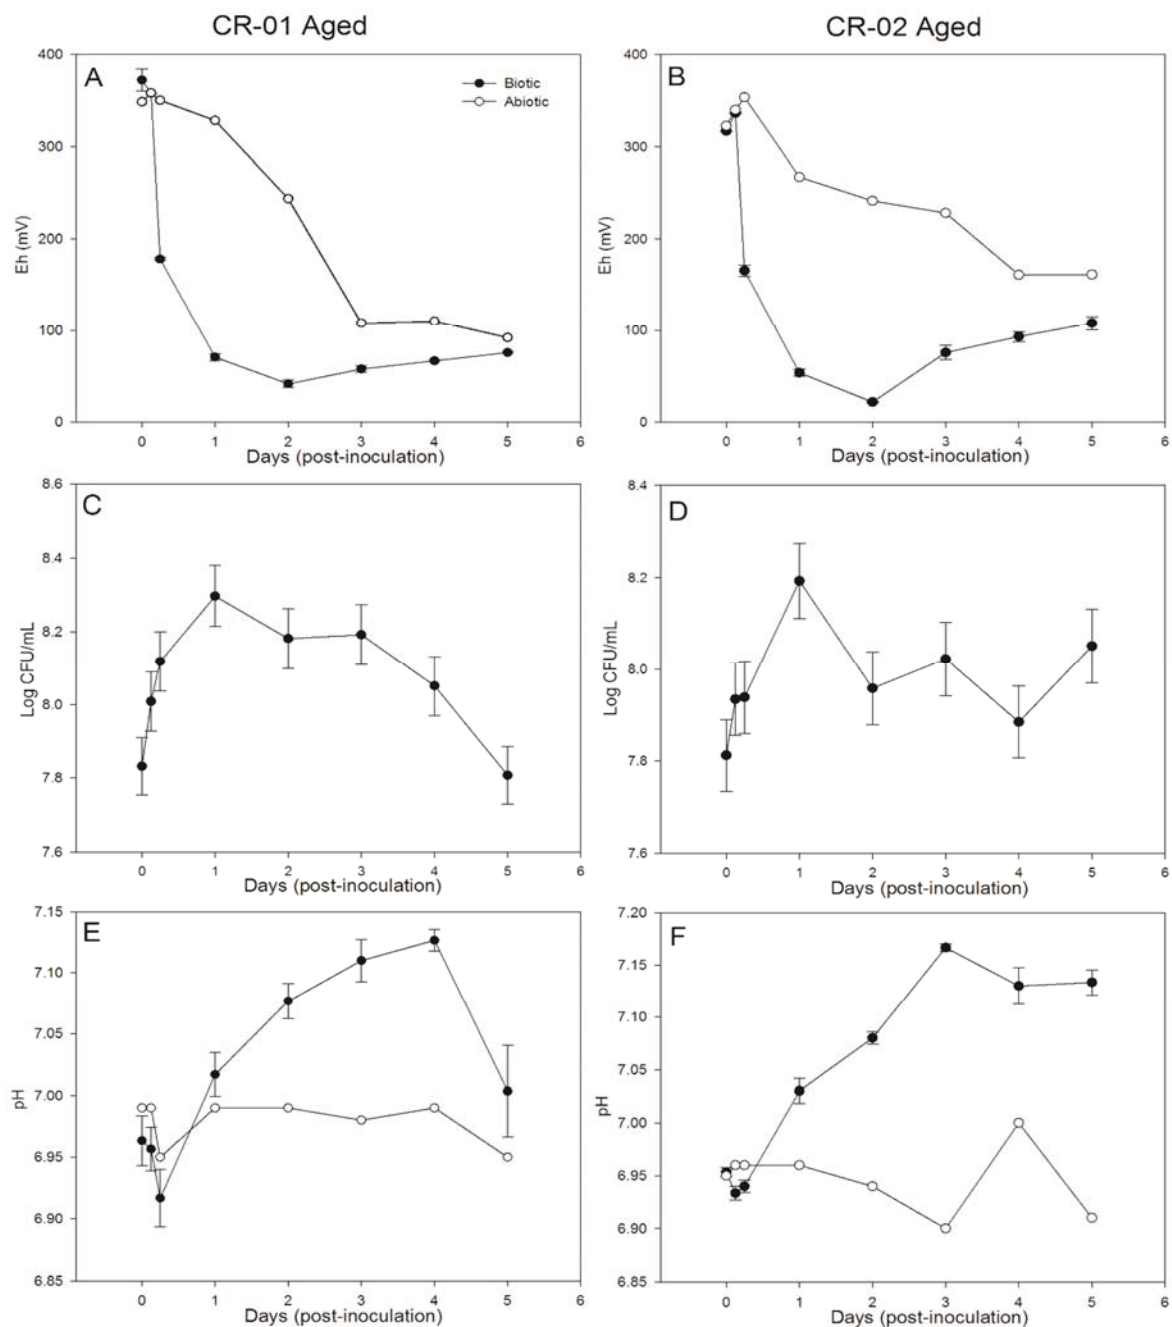 CR-01 Aged
CR-02 Aged
A
Biotic
Abiotic
400
300
200
100
0
Eh (mV)
0 1 2 3 4 5 6
Days (post-inoculation)
B
400
300
200
100
0
Eh (mV)
0 1 2 3 4 5 6
Days (post-inoculation)
C
8.6
8.4
8.2
8.0
7.8
7.6
Log CFU/mL
0 1 2 3 4 5 6
Days (post-inoculation)
D
8.4
8.2
8.0
7.8
7.6
Log CFU/mL
0 1 2 3 4 5 6
Days (post-inoculation)
E
7.15
7.10
7.05
7.00
6.95
6.90
6.85
pH
0 1 2 3 4 5 6
Days (post-inoculation)
F
7.20
7.15
7.10
7.05
7.00
6.95
6.90
6.85
pH
0 1 2 3 4 5 6
Days (post-inoculation)